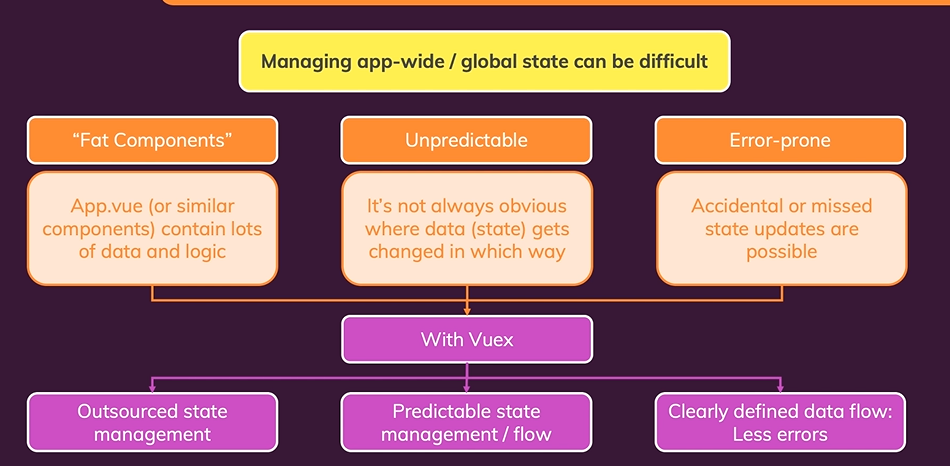 Managing app-wide / global state can be difficult
“Fat Components”
App.vue (or similar
components) contain lots
of data and logic
Unpredictable
It’s not always obvious
where data (state) gets
changed in which way
Error-prone
Accidental or missed
state updates are
possible
With Vuex
Outsourced state
management
Predictable state
management / flow
Clearly defined data flow:
Less errors